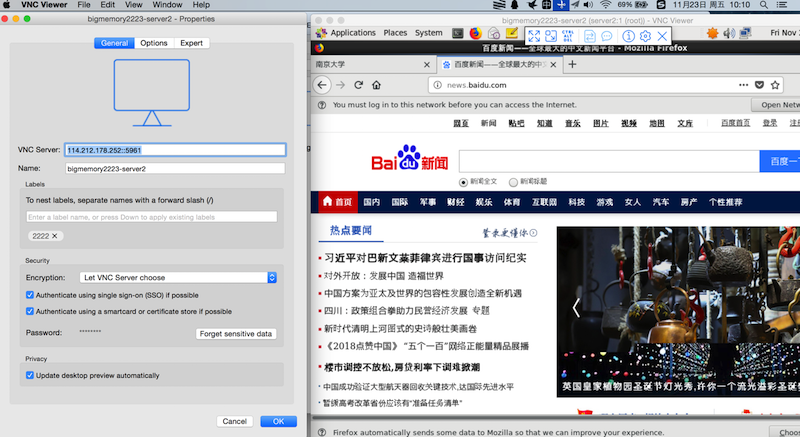 VNC Viewer File Edit View Window Help
69% 11月23日 周五 10:10
bigmemory2223-server2 - Properties
General Options Expert
VNC Server: 114.212.178.252::5961
Name: bigmemory2223-server2
Labels
To nest labels, separate names with a forward slash (/)
Enter a label name, or press Down to apply existing labels
2222 ✕
Security
Encryption: Let VNC Server choose
Authenticate using single sign-on (SSO) if possible
Authenticate using a smartcard or certificate store if possible
Password: ******** Forget sensitive data
Privacy
Update desktop preview automatically
Cancel OK
bigmemory2223-server2 (server2:1 (root)) - VNC Viewer
Applications Places System Fri Nov
CTRL ALT DEL
百度新闻——全球最大的中文新闻平台 - Mozilla Firefox
南京大学 百度新闻——全球最大的中
news.baidu.com
You must log in to this network before you can access the Internet. Open Netw
网页 新闻 贴吧 知道 音乐 图片 视频 地图 文库 百度首页 登录
Baidu新闻 百度一
新闻全文 新闻标题
首页 国内 国际 军事 财经 娱乐 体育 互联网 科技 游戏 女人 汽车 房产 个性推荐
热点要闻 登录更懂你
习近平对巴新文莱菲律宾进行国事访问纪实
对外开放：发展中国 造福世界
中国方案为亚太及世界的包容性发展创造全新机遇
四川：政策组合拳助力民营经济发展 专题
新时代清明上河图式的史诗般壮美画卷
《2018点赞中国》 “五个一百”网络正能量精品展播
楼市调控不放松,房贷利率下调难掀潮
中国成功验证大型航天器回收关键技术,达国际先进水平
暂缓高考改革省份应该有“准备任务清单”
英国皇家植物园圣诞节灯光秀,许你一个流光溢彩圣诞
Firefox automatically sends some data to Mozilla so that we can improve your experience. Choo